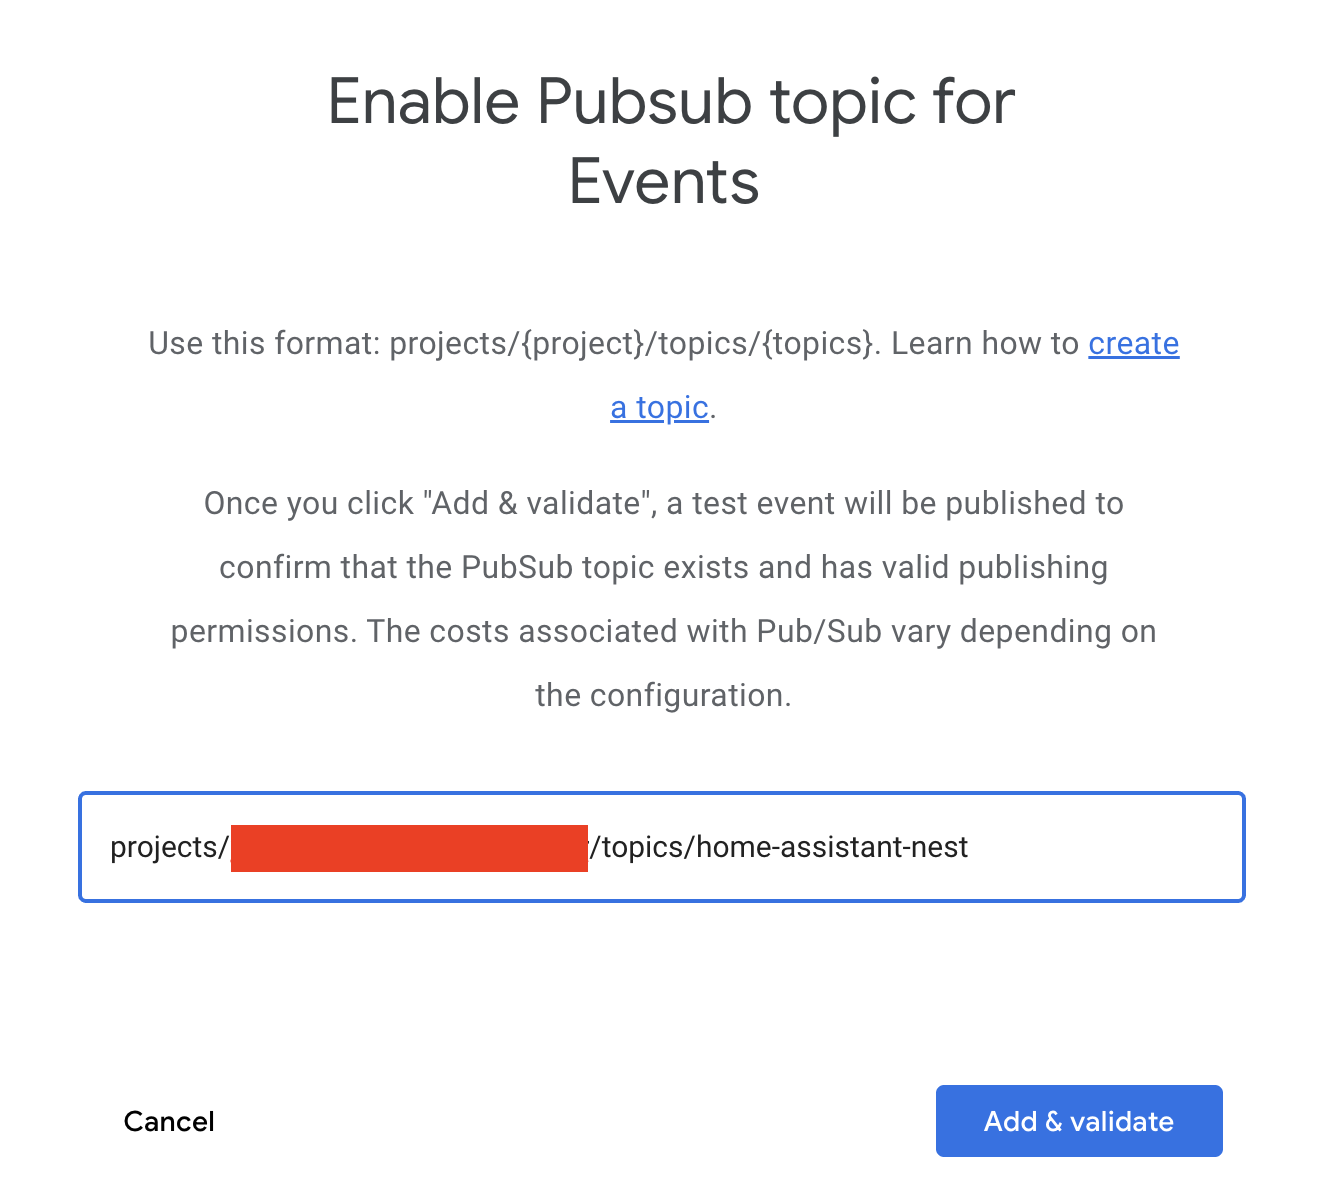 Enable Pubsub topic for
Events
Use this format: projects/{project}/topics/{topics}. Learn how to create
a topic.
Once you click "Add & validate", a test event will be published to
confirm that the PubSub topic exists and has valid publishing
permissions. The costs associated with Pub/Sub vary depending on
the configuration.
projects/ /topics/home-assistant-nest
Cancel
Add & validate